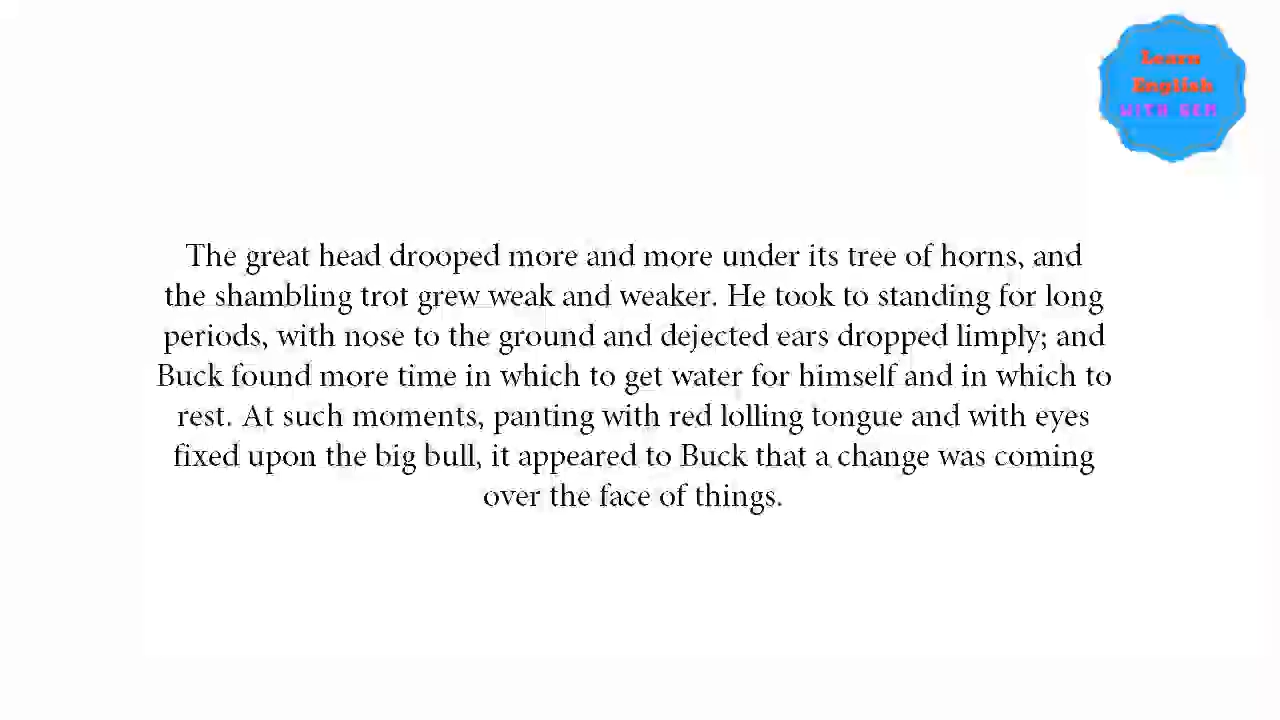 Learn
English
WITH GEM
The great head drooped more and more under its tree of horns, and
the shambling trot grew weak and weaker. He took to standing for long
periods, with nose to the ground and dejected ears dropped limply; and
Buck found more time in which to get water for himself and in which to
rest. At such moments, panting with red lolling tongue and with eyes
fixed upon the big bull, it appeared to Buck that a change was coming
over the face of things.